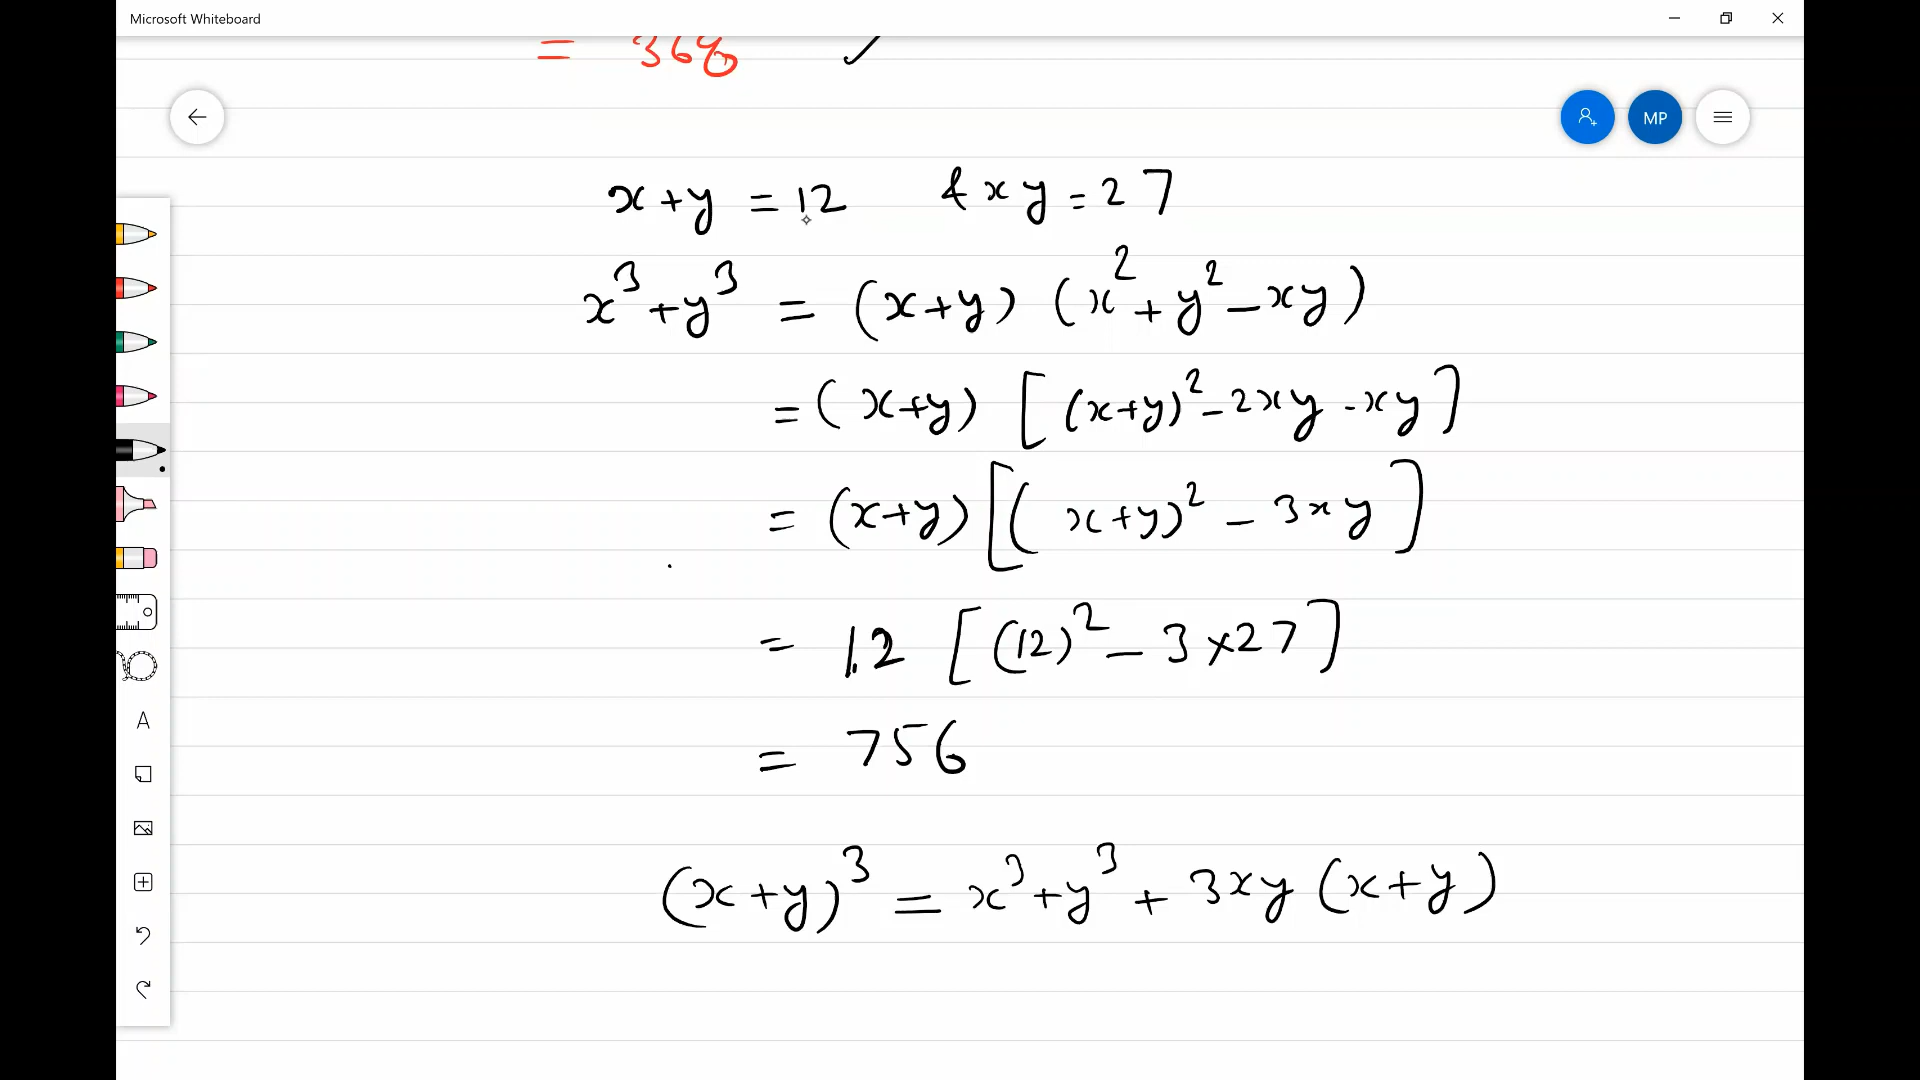 Microsoft Whiteboard
= 368
MP
x+y = 12 & xy = 27
x³+y³ = (x+y) (x²+y²-xy)
= (x+y) [(x+y)²-2xy-xy]
= (x+y)[(x+y)² - 3xy]
= 12 [(12)² - 3×27]
= 756
(x+y)³ = x³+y³ + 3xy (x+y)
A